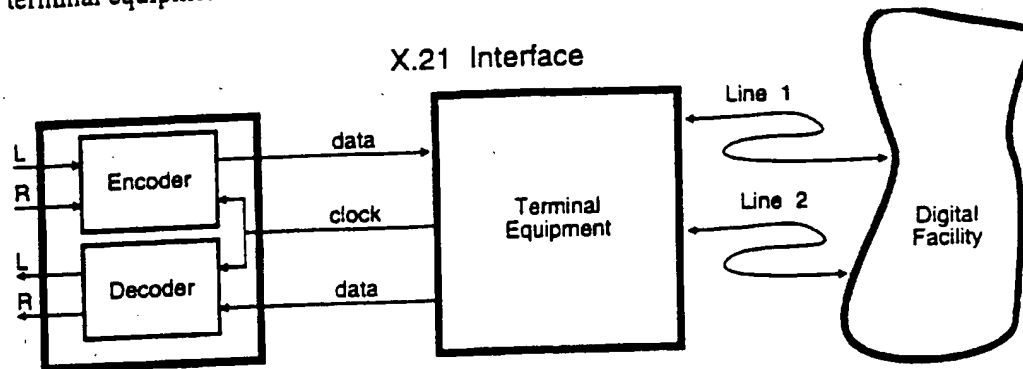 terminal equipme
X.21 Interface
L
R
Encoder
data
clock
L
R
Decoder
data
Terminal
Equipment
Line 1
Line 2
Digital
Facility